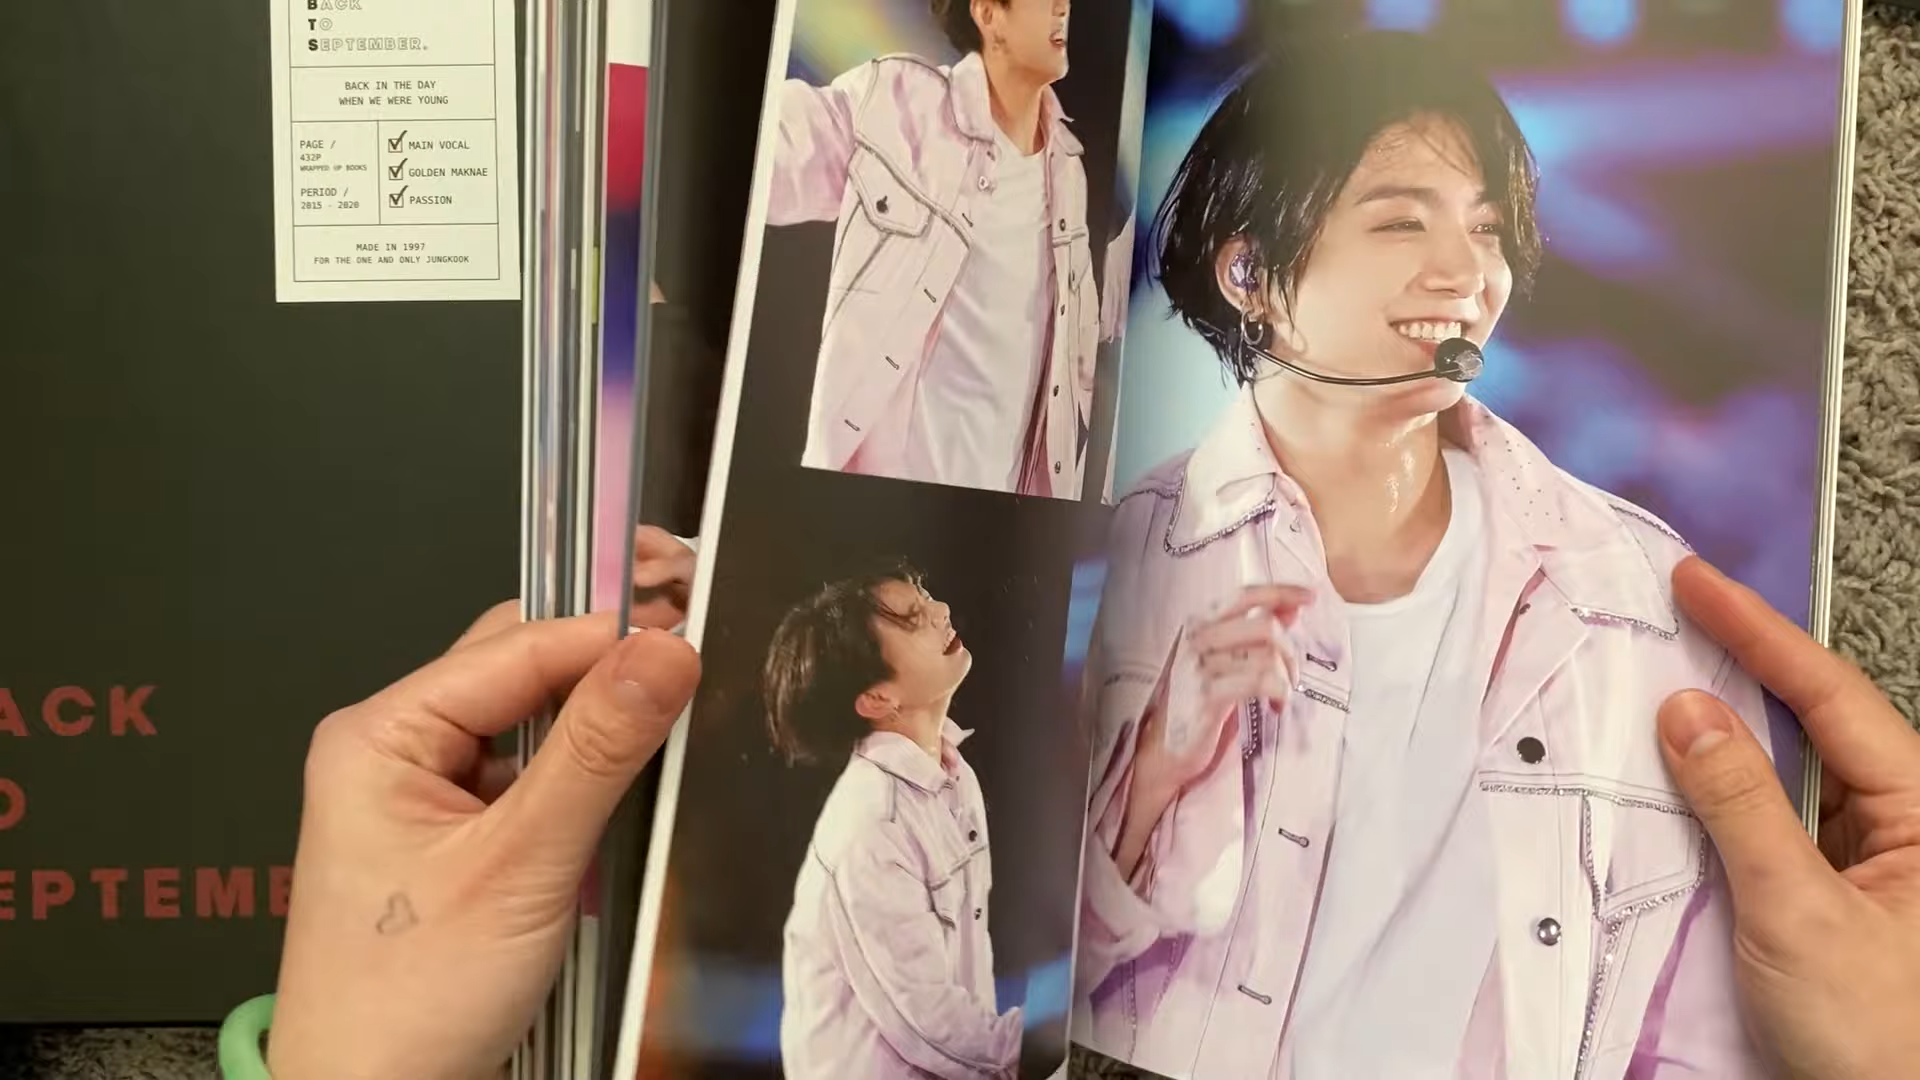 BACK
TO
SEPTEMBER.
BACK IN THE DAY
WHEN WE WERE YOUNG
PAGE /
432P
WRAPPED UP BOOKS
PERIOD /
2015 - 2020
MAIN VOCAL
GOLDEN MAKNAE
PASSION
MADE IN 1997
FOR THE ONE AND ONLY JUNGKOOK
ACK
O
EPTEMB